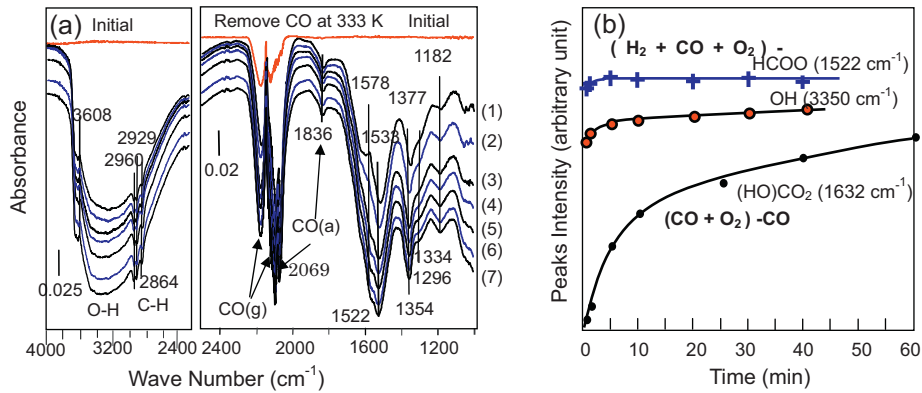 (a)
Initial
3608
2929
2960
2864
0.025
O-H
C-H
4000
3200
2400
Absorbance
Remove CO at 333 K
Initial
1182
1578
1377
(1)
1836
1533
(2)
0.02
(3)
(4)
CO(a)
(5)
1334
(6)
2069
1296
(7)
CO(g)
1522
1354
2500
2000
1600
1000
Wave Number (cm⁻¹)
(b)
( H2 + CO + O2 ) -
HCOO (1522 cm⁻¹)
OH (3350 cm⁻¹)
(HO)CO2 (1632 cm⁻¹)
(CO + O2 ) -CO
0
10
20
30
40
50
60
Peaks Intensity (arbitrary unit)
Time (min)